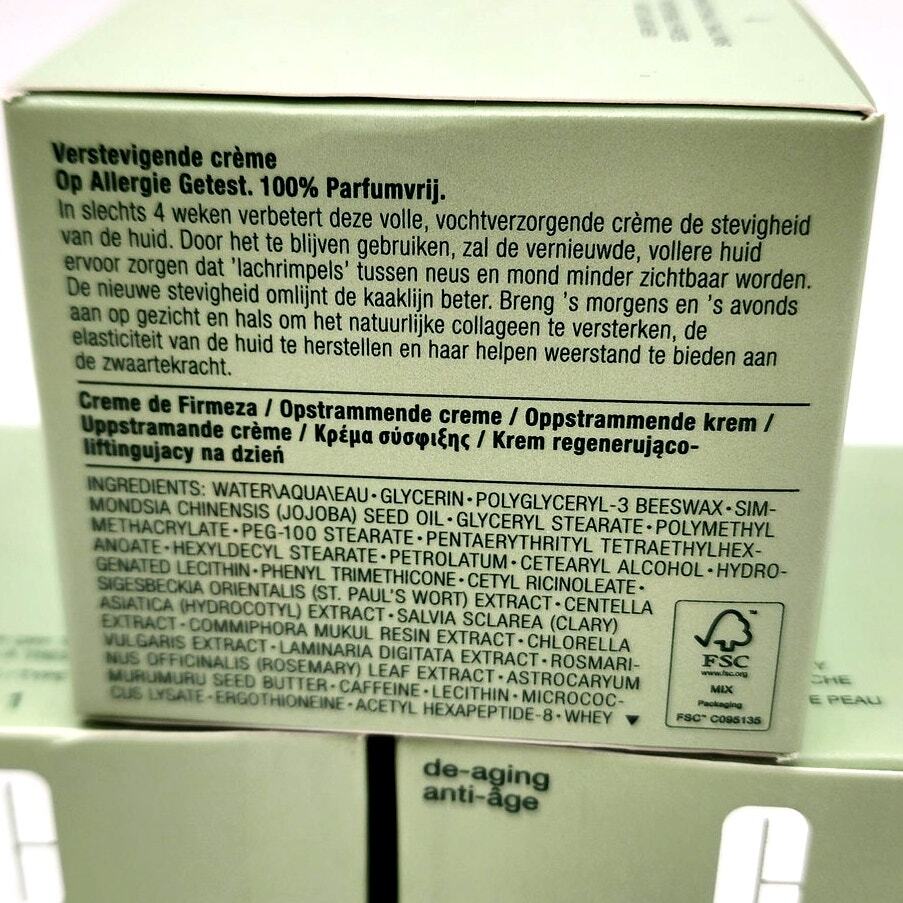 Verstevigende crème
Op Allergie Getest. 100% Parfumvrij.
In slechts 4 weken verbetert deze volle, vochtverzorgende crème de stevigheid
van de huid. Door het te blijven gebruiken, zal de vernieuwde, vollere huid
ervoor zorgen dat 'lachrimpels' tussen neus en mond minder zichtbaar worden.
De nieuwe stevigheid omlijnt de kaaklijn beter. Breng 's morgens en 's avonds
aan op gezicht en hals om het natuurlijke collageen te versterken, de
elasticiteit van de huid te herstellen en haar helpen weerstand te bieden aan
de zwaartekracht.
Creme de Firmeza / Opstrammende creme / Oppstrammende krem /
Uppstramande crème / Κρέμα σύσφιξης / Krem regenerująco-
liftingujacy na dzień
INGREDIENTS: WATER\AQUA\EAU • GLYCERIN • POLYGLYCERYL-3 BEESWAX • SIM-
MONDSIA CHINENSIS (JOJOBA) SEED OIL • GLYCERYL STEARATE • POLYMETHYL
METHACRYLATE • PEG-100 STEARATE • PENTAERYTHRITYL TETRAETHYLHEX-
ANOATE • HEXYLDECYL STEARATE • PETROLATUM • CETEARYL ALCOHOL • HYDRO-
GENATED LECITHIN • PHENYL TRIMETHICONE • CETYL RICINOLEATE •
SIGESBECKIA ORIENTALIS (ST. PAUL'S WORT) EXTRACT • CENTELLA
ASIATICA (HYDROCOTYL) EXTRACT • SALVIA SCLAREA (CLARY)
EXTRACT • COMMIPHORA MUKUL RESIN EXTRACT • CHLORELLA
VULGARIS EXTRACT • LAMINARIA DIGITATA EXTRACT • ROSMARI-
NUS OFFICINALIS (ROSEMARY) LEAF EXTRACT • ASTROCARYUM
MURUMURU SEED BUTTER • CAFFEINE • LECITHIN • MICROCOC-
CUS LYSATE • ERGOTHIONEINE • ACETYL HEXAPEPTIDE-8 • WHEY ▼
FSC™
www.fsc.org
MIX
Packaging
FSC™ C095135
E PEAU
1
de-aging
anti-âge